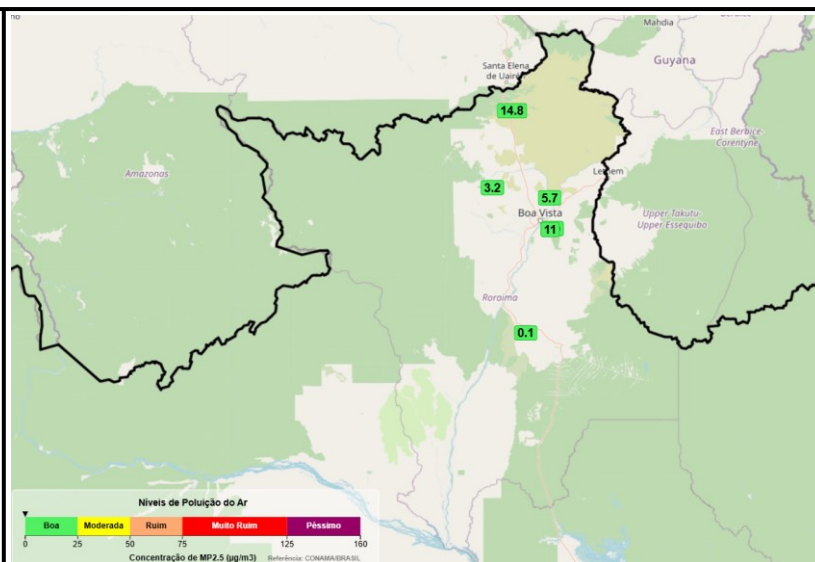 Mahdia
Guyana
Santa Elena
de Uairén
14.8
East Berbice-
Corentyne
Amazonas
Lethem
3.2
5.7
Boa Vista
11
Upper Takutu-
Upper Essequibo
Roraima
0.1
Níveis de Poluição do Ar
Boa Moderada Ruim Muito Ruim Péssimo
0 25 50 75 125 160
Concentração de MP2.5 (µg/m3) Referência: CONAMA/BRASIL